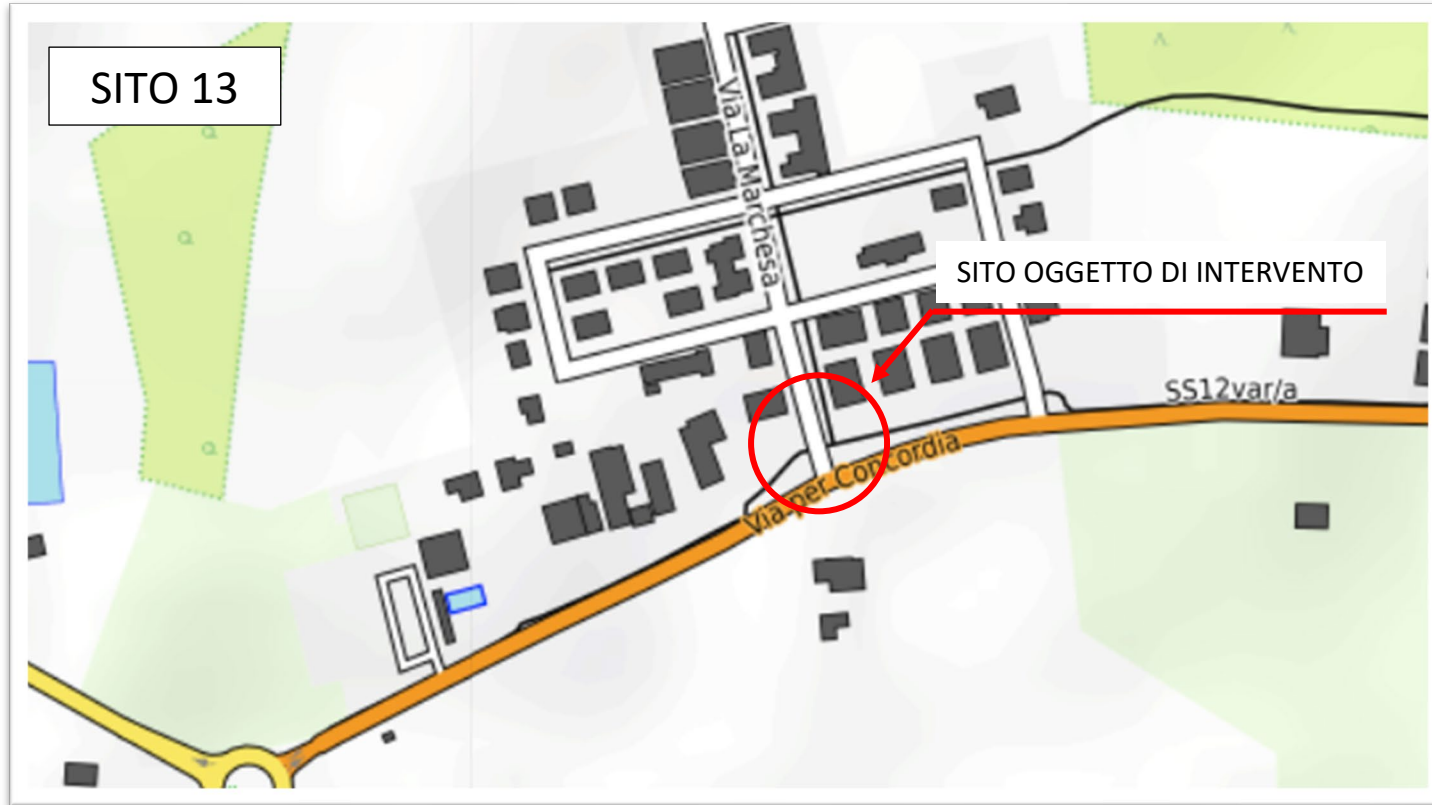 SITO 13
Via La Marchesa
SITO OGGETTO DI INTERVENTO
SS12var/a
Via per Concordia